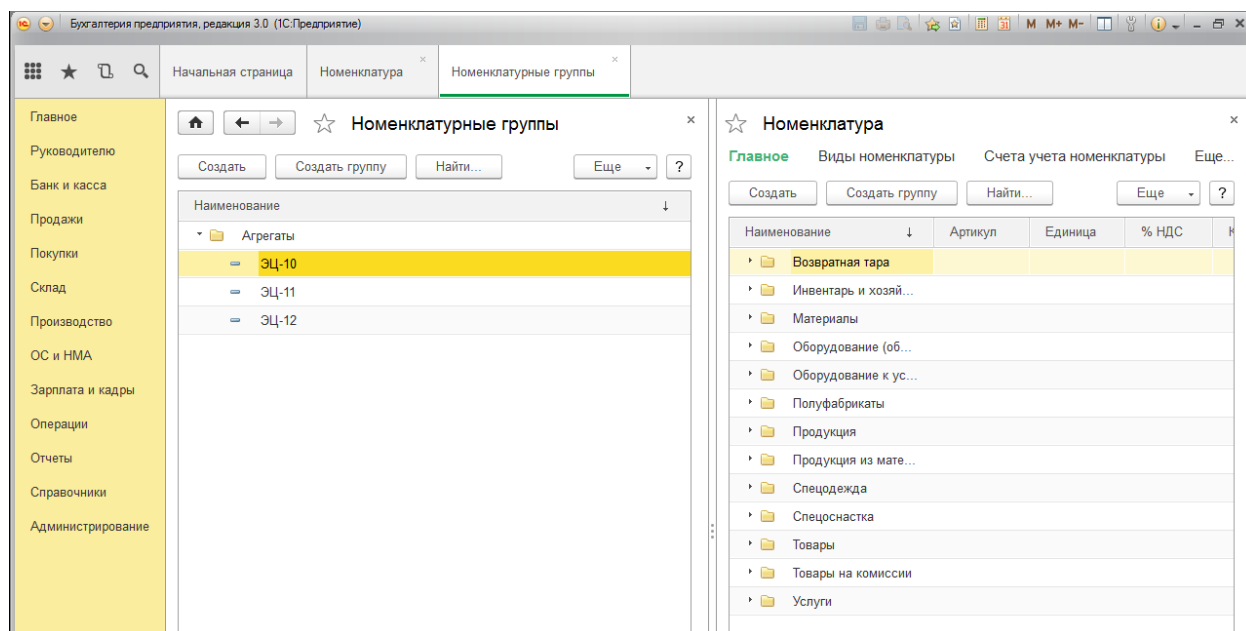 Бухгалтерия предприятия, редакция 3.0 (1С:Предприятие)
M M+ M-
Начальная страница
Номенклатура
Номенклатурные группы
Главное
Руководителю
Банк и касса
Продажи
Покупки
Склад
Производство
ОС и НМА
Зарплата и кадры
Операции
Отчеты
Справочники
Администрирование
Номенклатурные группы
Создать Создать группу Найти... Еще ?
Наименование
Агрегаты
ЭЦ-10
ЭЦ-11
ЭЦ-12
Номенклатура
Главное Виды номенклатуры Счета учета номенклатуры Еще...
Создать Создать группу Найти... Еще ?
Наименование Артикул Единица % НДС
Возвратная тара
Инвентарь и хозяй...
Материалы
Оборудование (об...
Оборудование к ус...
Полуфабрикаты
Продукция
Продукция из мате...
Спецодежда
Спецоснастка
Товары
Товары на комиссии
Услуги